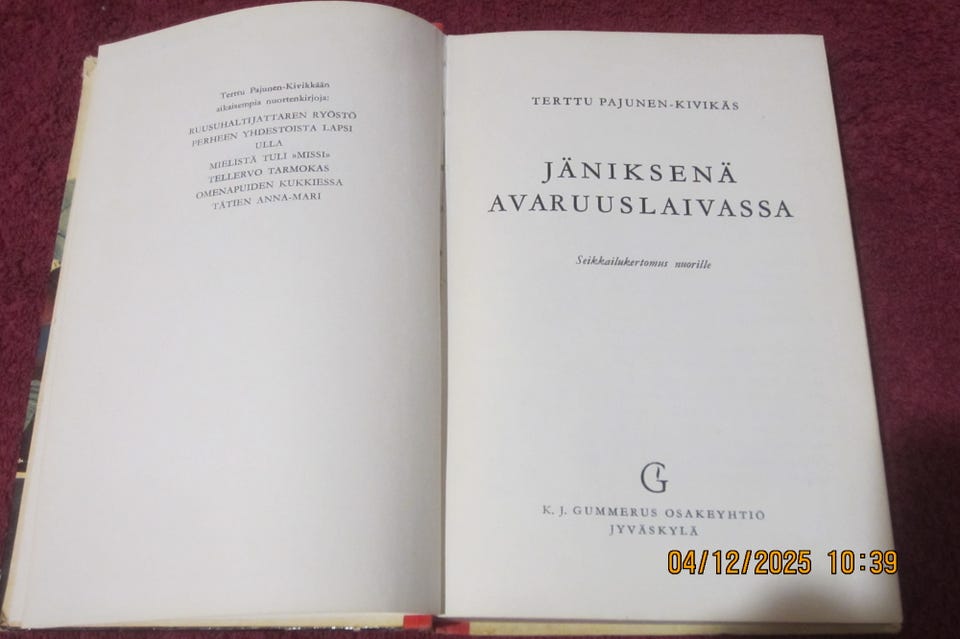 Terttu Pajunen-Kivikkään
aikaisempia nuortenkirjoja:
RUUSUHALTIJATTAREN RYÖSTÖ
PERHEEN YHDESTOISTA LAPSI
ULLA
MIELISTÄ TULI »MISSI»
TELLERVO TARMOKAS
OMENAPUIDEN KUKKIESSA
TÄTIEN ANNA-MARI
TERTTU PAJUNEN-KIVIKÄS
JÄNIKSENÄ
AVARUUSLAIVASSA
Seikkailukertomus nuorille
G
K. J. GUMMERUS OSAKEYHTIÖ
JYVÄSKYLÄ
04/12/2025 10:39